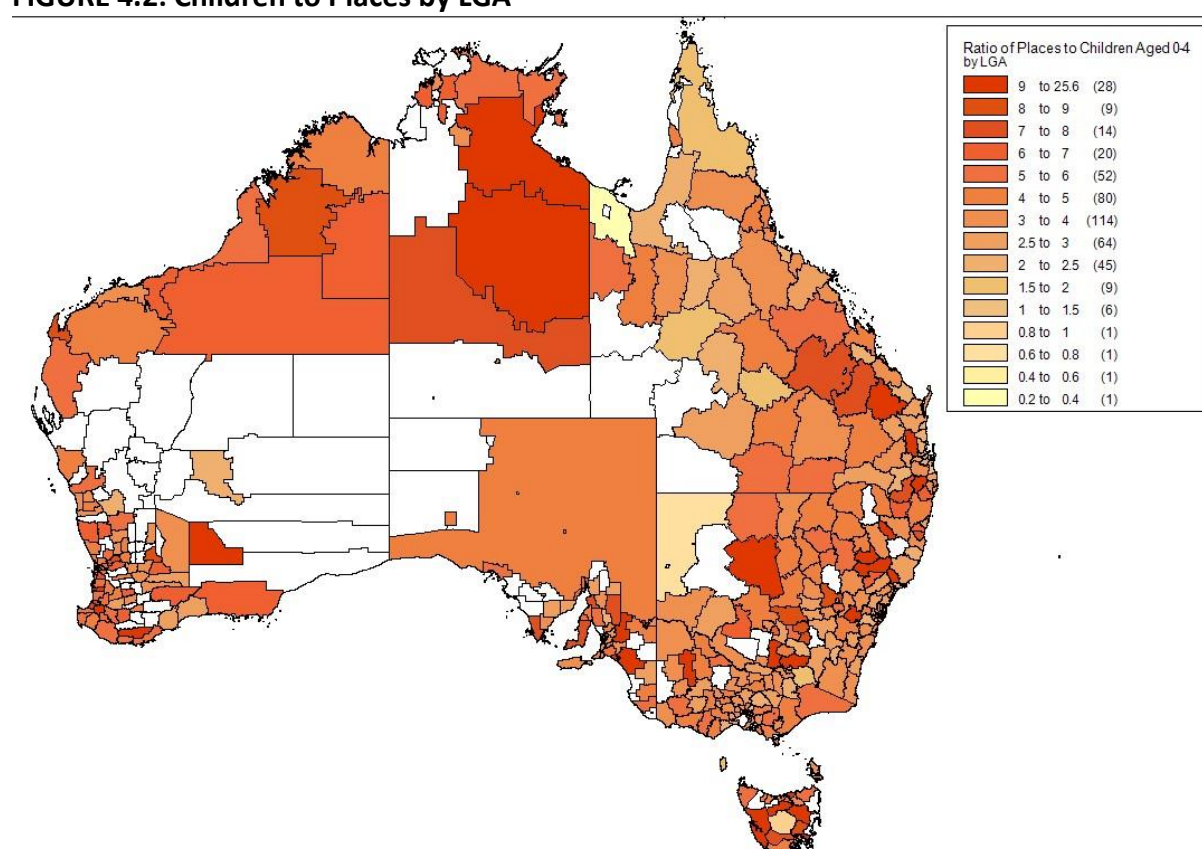 FIGURE 4.2: Children to Places by LGA
Ratio of Places to Children Aged 0-4
by LGA
9 to 25.6 (28)
8 to 9 (9)
7 to 8 (14)
6 to 7 (20)
5 to 6 (52)
4 to 5 (80)
3 to 4 (114)
2.5 to 3 (64)
2 to 2.5 (45)
1.5 to 2 (9)
1 to 1.5 (6)
0.8 to 1 (1)
0.6 to 0.8 (1)
0.4 to 0.6 (1)
0.2 to 0.4 (1)